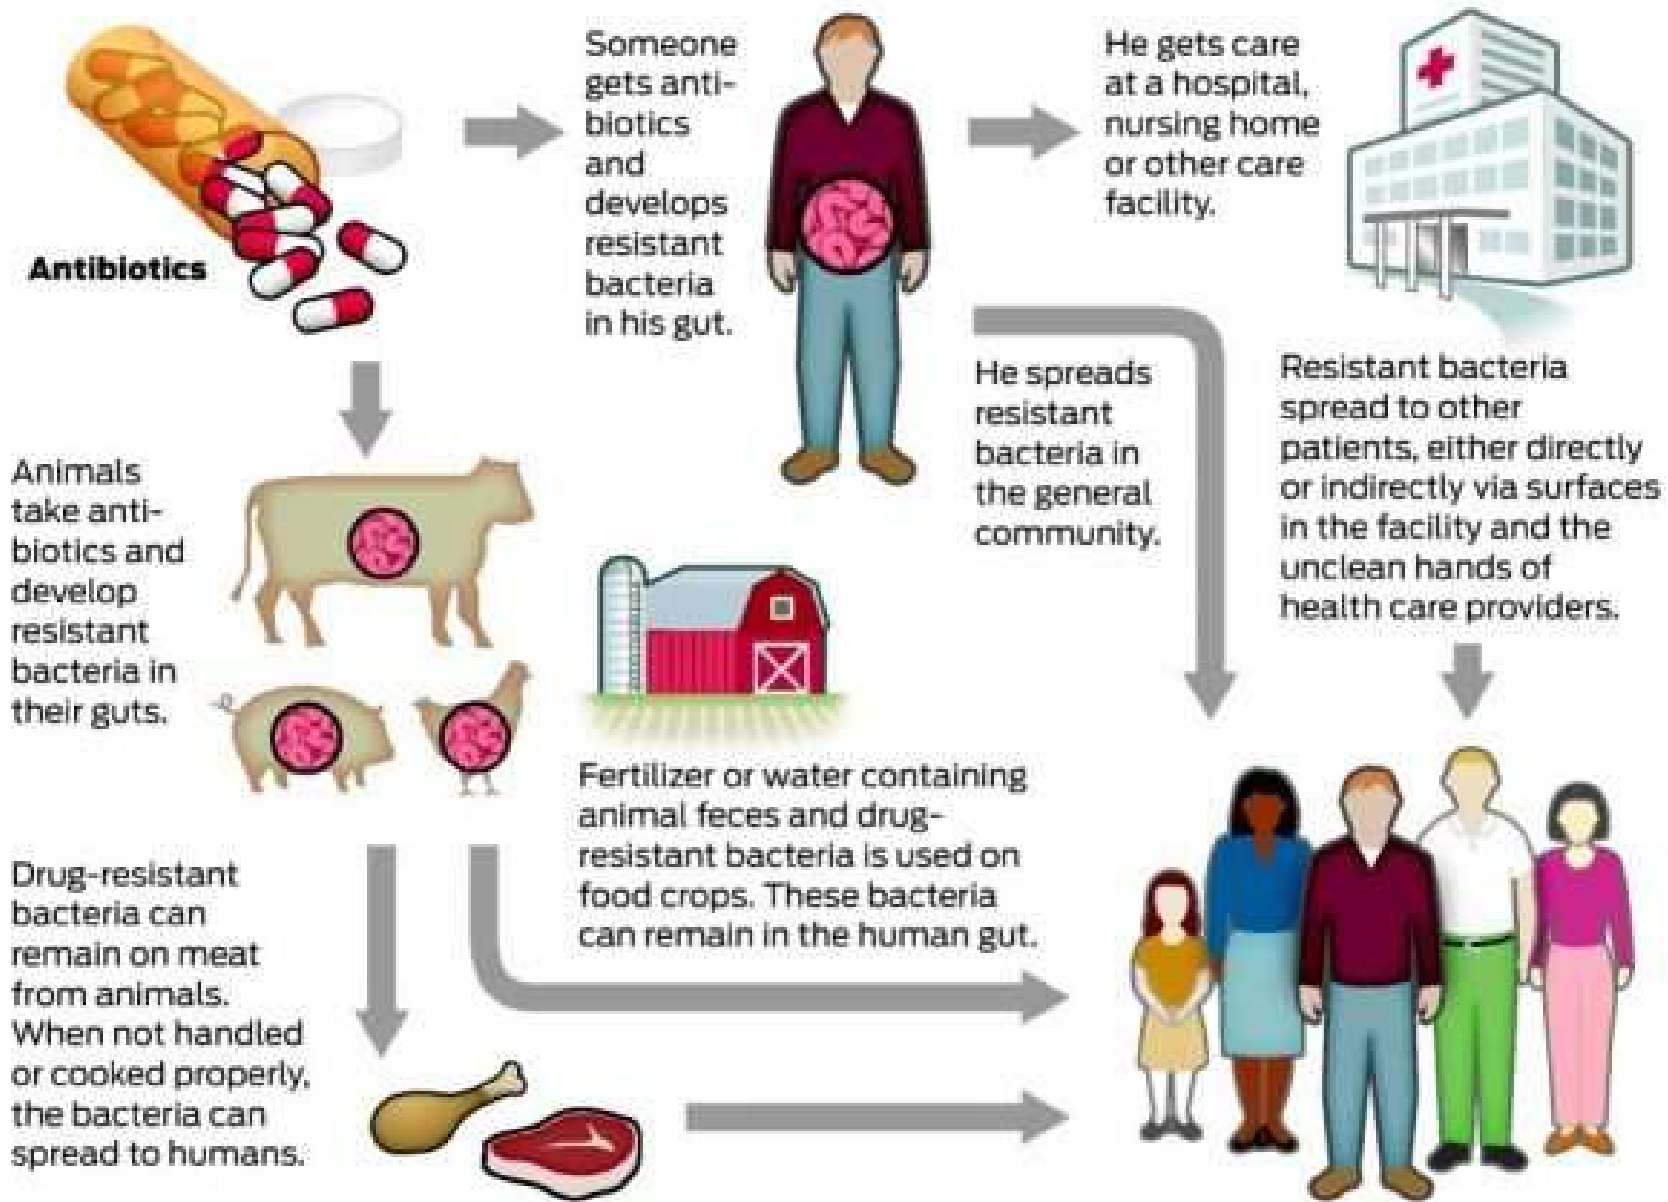 Antibiotics
Someone
gets anti-
biotics
and
develops
resistant
bacteria
in his gut.
He gets care
at a hospital,
nursing home
or other care
facility.
He spreads
resistant
bacteria in
the general
community.
Resistant bacteria
spread to other
patients, either directly
or indirectly via surfaces
in the facility and the
unclean hands of
health care providers.
Animals
take anti-
biotics and
develop
resistant
bacteria in
their guts.
Fertilizer or water containing
animal feces and drug-
resistant bacteria is used on
food crops. These bacteria
can remain in the human gut.
Drug-resistant
bacteria can
remain on meat
from animals.
When not handled
or cooked properly,
the bacteria can
spread to humans.